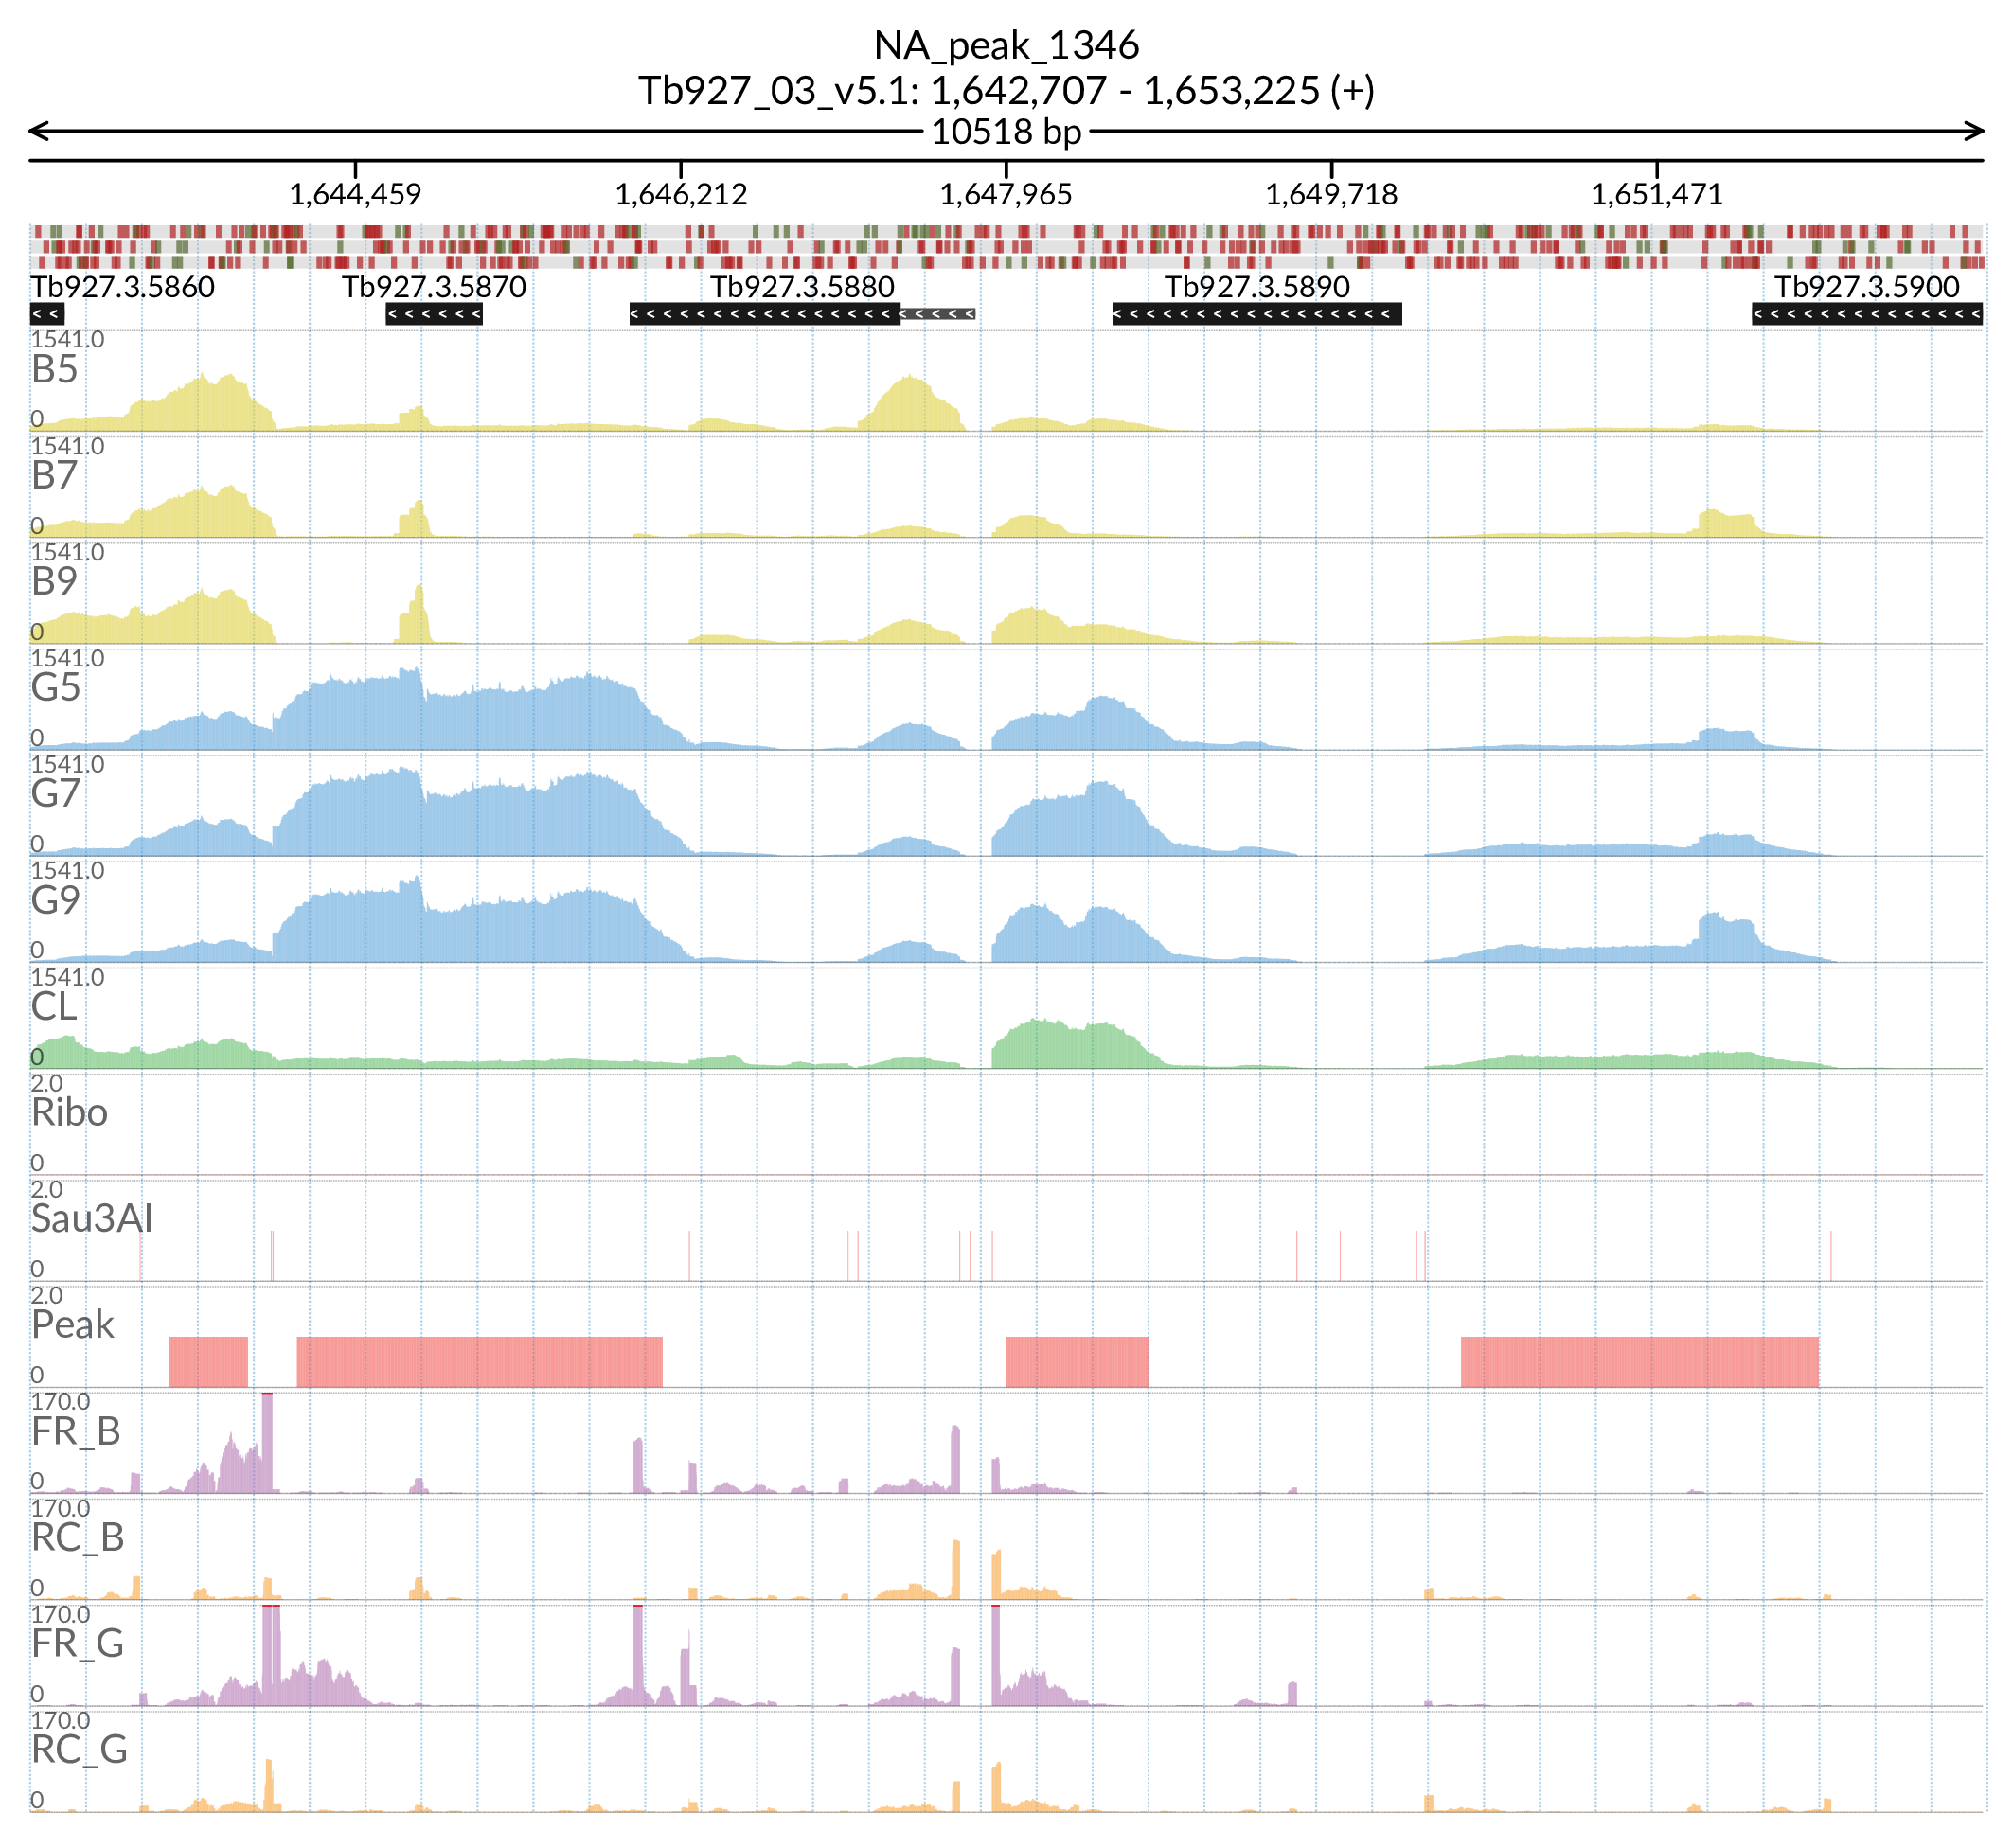 NA_peak_1346
Tb927_03_v5.1: 1,642,707 - 1,653,225 (+)
10518 bp
1,644,459 1,646,212 1,647,965 1,649,718 1,651,471
Tb927.3.5860 Tb927.3.5870 Tb927.3.5880 Tb927.3.5890 Tb927.3.5900
1541.0
B5
0
1541.0
B7
0
1541.0
B9
0
1541.0
G5
0
1541.0
G7
0
1541.0
G9
0
1541.0
CL
0
2.0
Ribo
0
2.0
Sau3AI
0
2.0
Peak
0
170.0
FR_B
0
170.0
RC_B
0
170.0
FR_G
0
170.0
RC_G
0